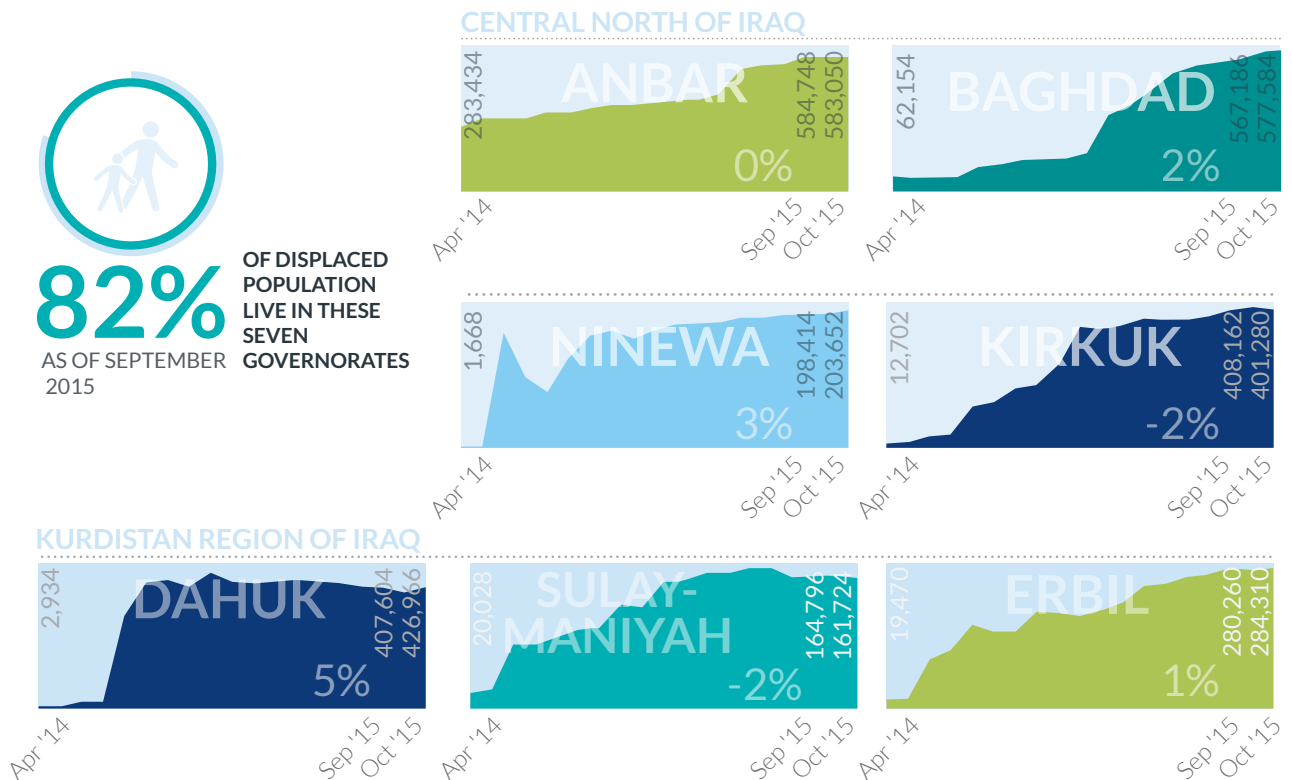 CENTRAL NORTH OF IRAQ
ANBAR
283,434
584,748
583,050
0%
Apr '14
Sep '15
Oct '15
BAGHDAD
62,154
567,186
577,584
2%
Apr '14
Sep '15
Oct '15
82%
AS OF SEPTEMBER
2015
OF DISPLACED
POPULATION
LIVE IN THESE
SEVEN
GOVERNORATES
NINEWA
1,668
198,414
203,652
3%
Apr '14
Sep '15
Oct '15
KIRKUK
12,702
408,162
401,280
-2%
Apr '14
Sep '15
Oct '15
KURDISTAN REGION OF IRAQ
DAHUK
2,934
407,604
426,966
5%
Apr '14
Sep '15
Oct '15
SULAY-
MANIYAH
20,028
164,796
161,724
-2%
Apr '14
Sep '15
Oct '15
ERBIL
19,470
280,260
284,310
1%
Apr '14
Sep '15
Oct '15